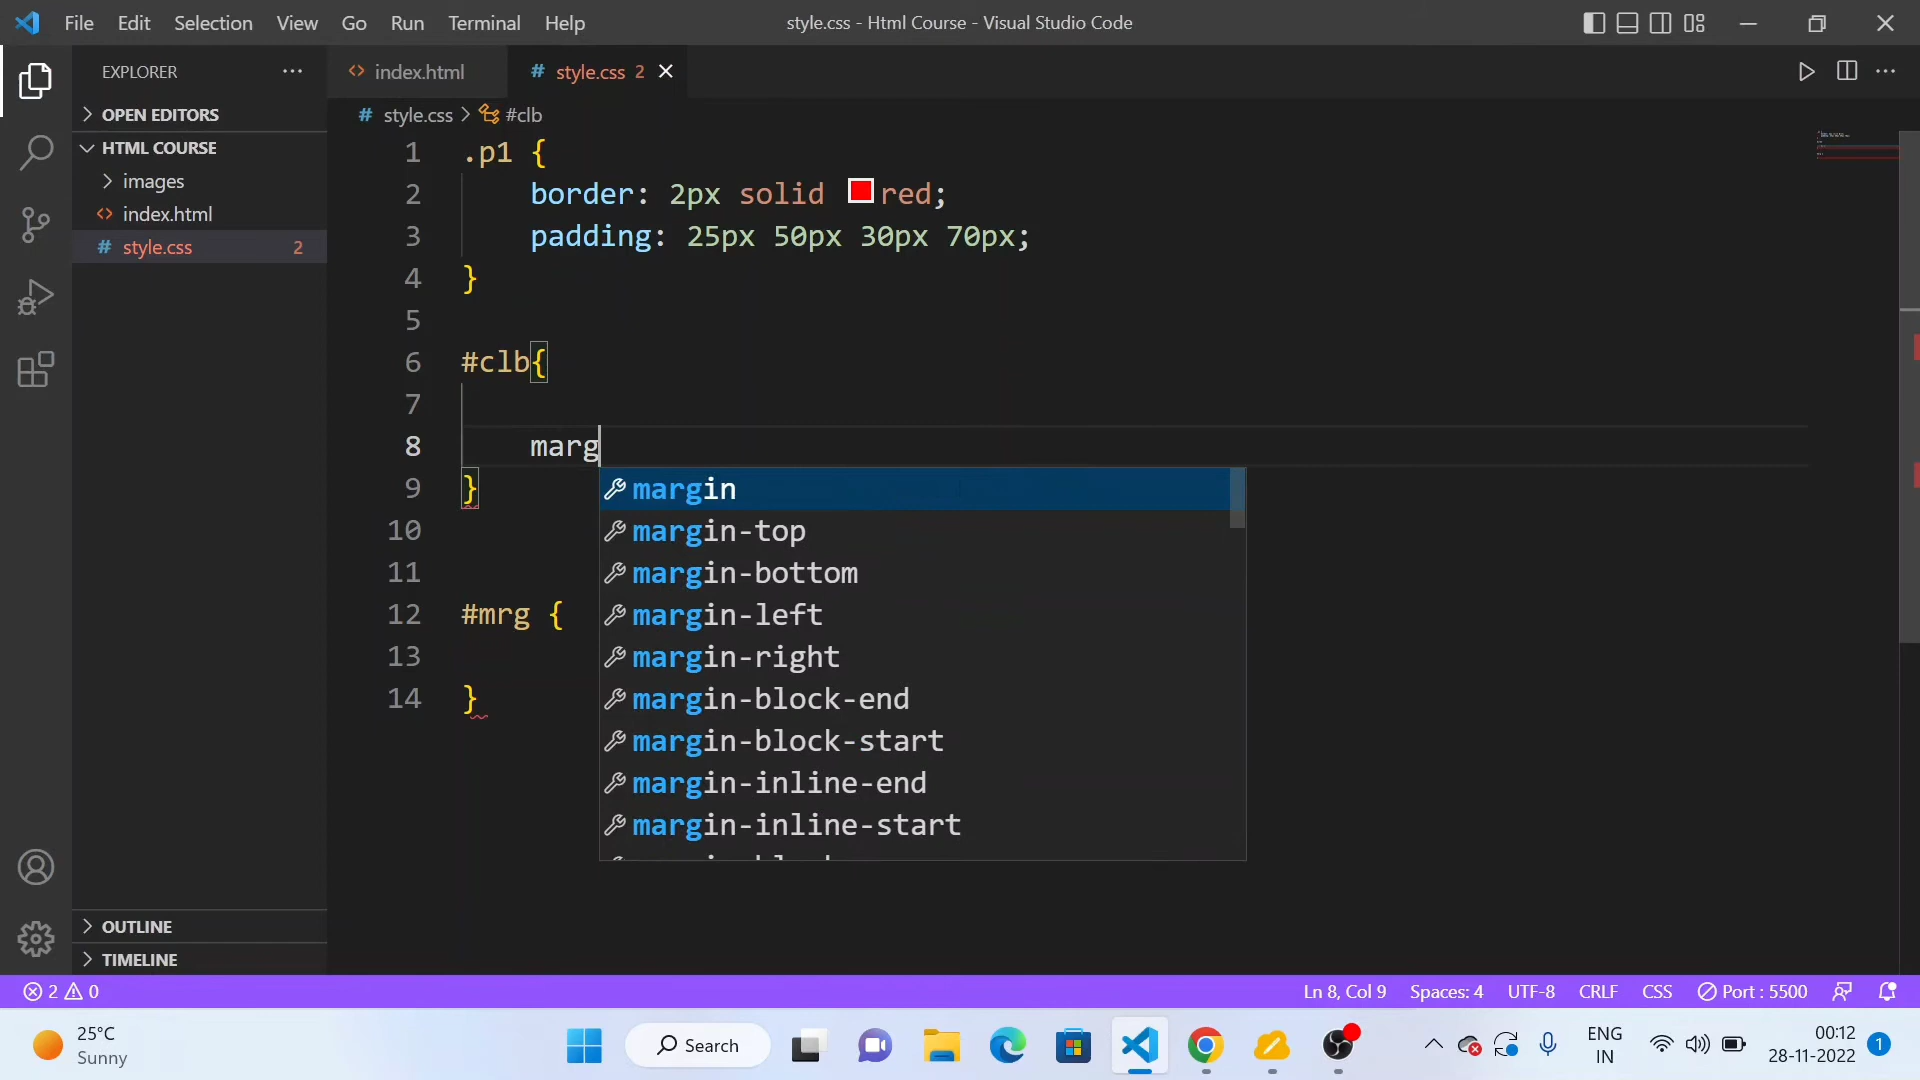 File Edit Selection View Go Run Terminal Help
style.css - Html Course - Visual Studio Code
EXPLORER
index.html
# style.css 2
OPEN EDITORS
# style.css > #clb
HTML COURSE
images
index.html
# style.css 2
1 .p1 {
2 border: 2px solid red;
3 padding: 25px 50px 30px 70px;
4 }
5
6 #clb{
7
8 marg
9 }
10
11
12 #mrg {
13
14 }
margin
margin-top
margin-bottom
margin-left
margin-right
margin-block-end
margin-block-start
margin-inline-end
margin-inline-start
OUTLINE
TIMELINE
2 0
Ln 8, Col 9 Spaces: 4 UTF-8 CRLF CSS Port : 5500
25°C
Sunny
Search
ENG
IN
00:12
28-11-2022
1